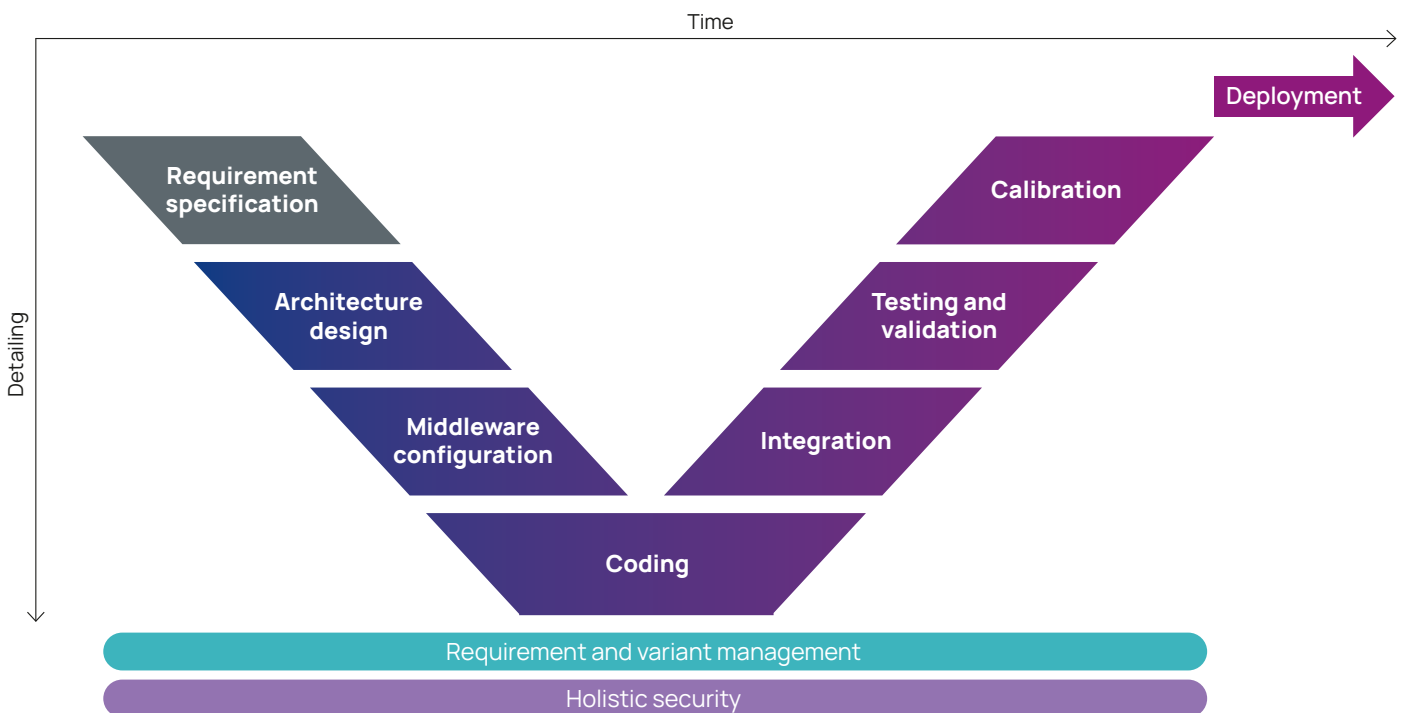 Time
Deployment
Detailing
Requirement
specification
Calibration
Architecture
design
Testing and
validation
Middleware
configuration
Integration
Coding
Requirement and variant management
Holistic security